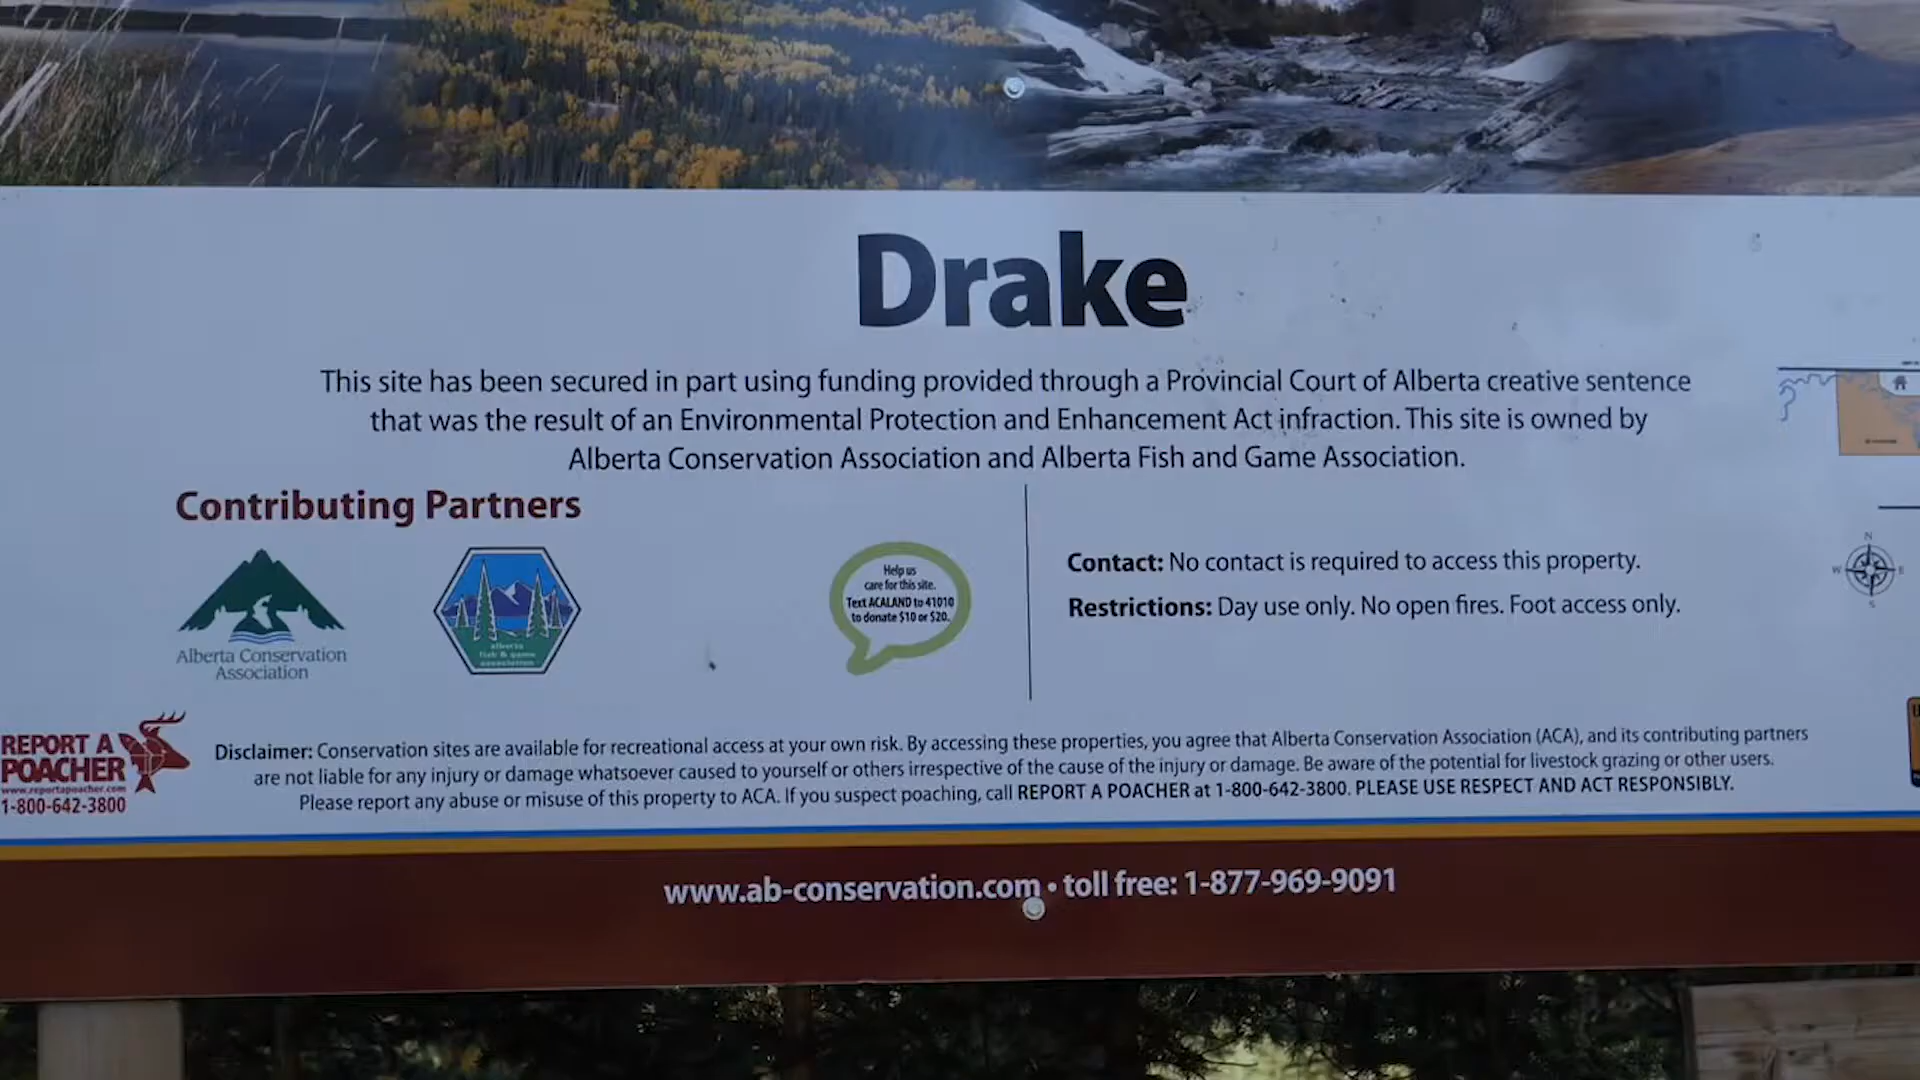 Drake
This site has been secured in part using funding provided through a Provincial Court of Alberta creative sentence
that was the result of an Environmental Protection and Enhancement Act infraction. This site is owned by
Alberta Conservation Association and Alberta Fish and Game Association.
Contributing Partners
Alberta Conservation
Association
alberta
fish & game
association
Help us
care for this site.
Text ACALAND to 41010
to donate $10 or $20.
Contact: No contact is required to access this property.
Restrictions: Day use only. No open fires. Foot access only.
N
W E
S
REPORT A
POACHER
www.reportapoacher.com
1-800-642-3800
Disclaimer: Conservation sites are available for recreational access at your own risk. By accessing these properties, you agree that Alberta Conservation Association (ACA), and its contributing partners
are not liable for any injury or damage whatsoever caused to yourself or others irrespective of the cause of the injury or damage. Be aware of the potential for livestock grazing or other users.
Please report any abuse or misuse of this property to ACA. If you suspect poaching, call REPORT A POACHER at 1-800-642-3800. PLEASE USE RESPECT AND ACT RESPONSIBLY.
www.ab-conservation.com • toll free: 1-877-969-9091